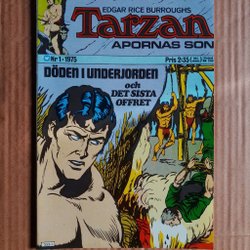 EDGAR RICE BURROUGHS
Tarzan
APORNAS SON
Nr 1 • 1975
Pris 2:35
DÖDEN I UNDERJORDEN
och
DET SISTA
OFFRET